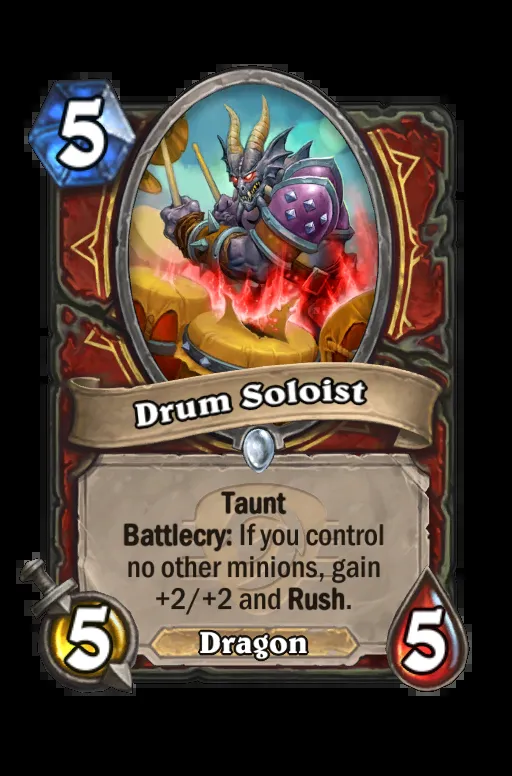 5
Drum Soloist
Taunt
Battlecry: If you control
no other minions, gain
+2/+2 and Rush.
5
Dragon
5